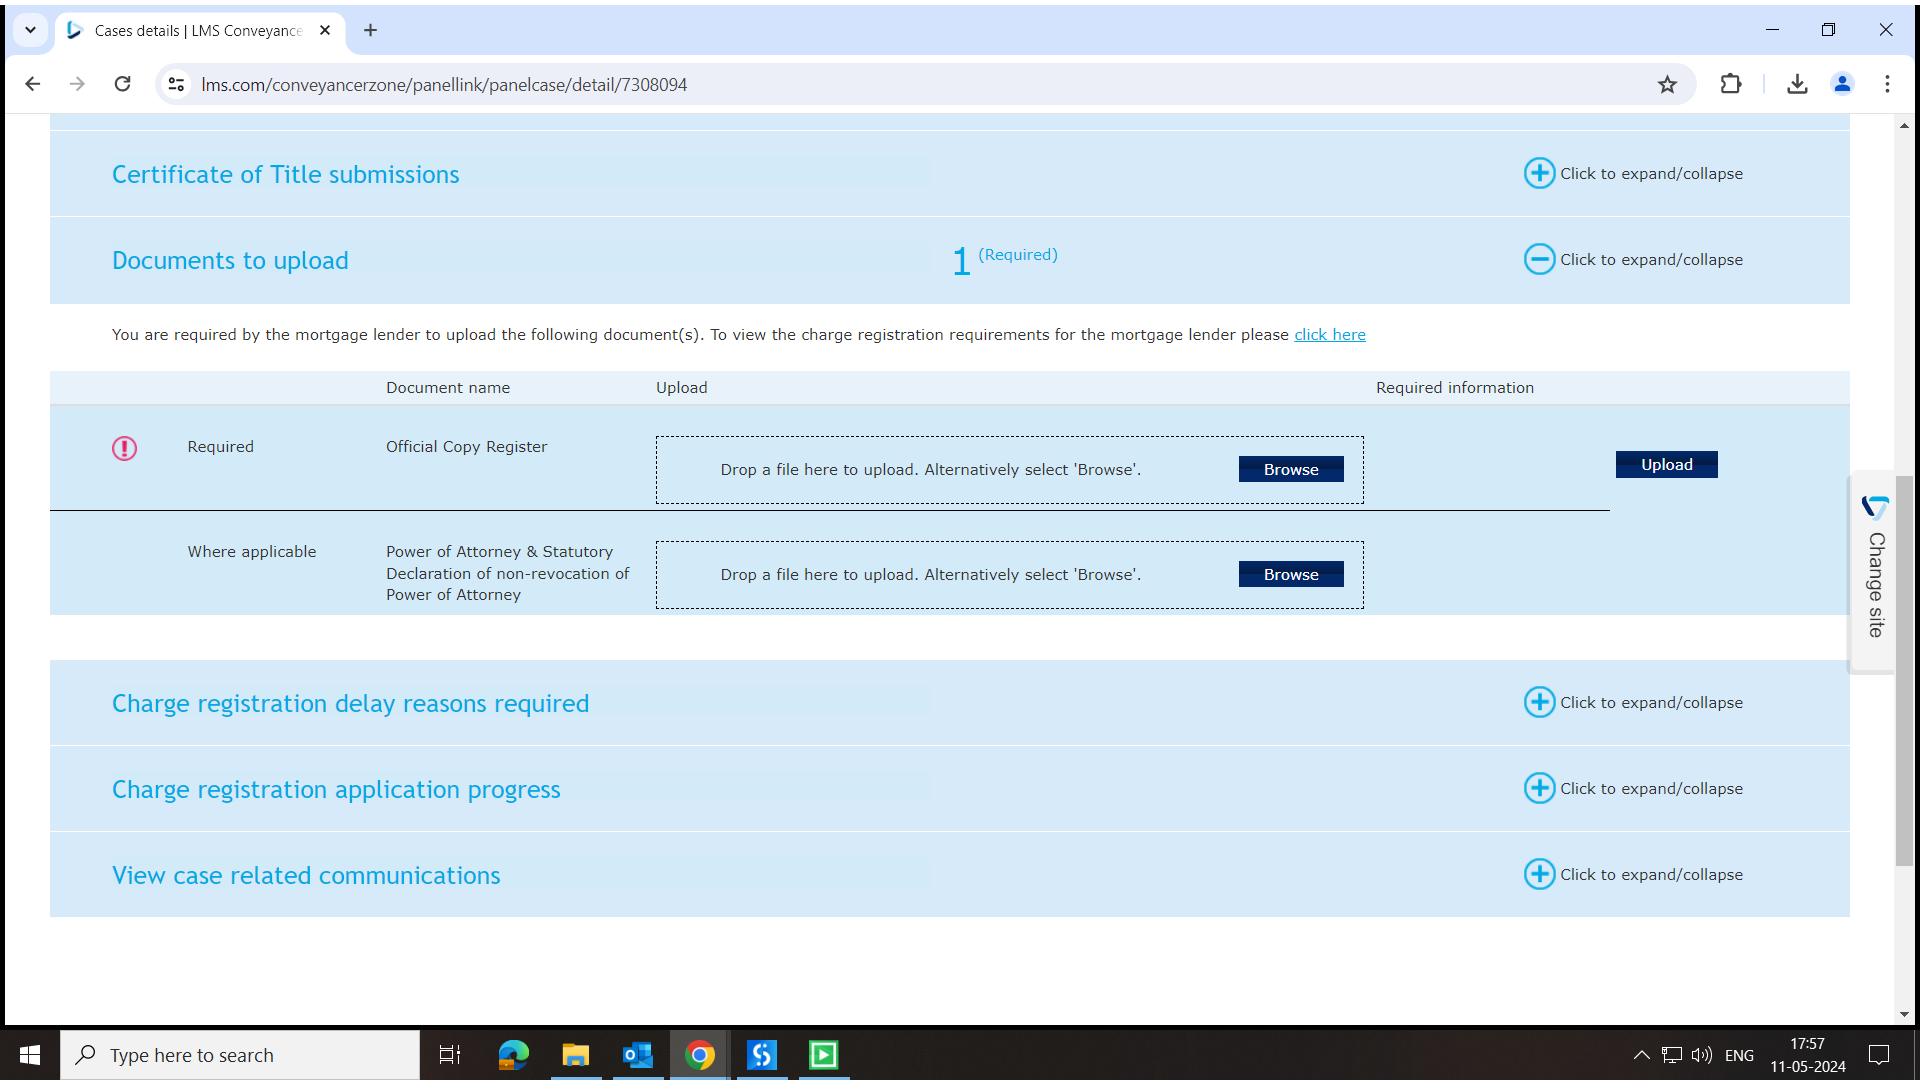 Cases details | LMS Conveyance
lms.com/conveyancerzone/panellink/panelcase/detail/7308094
Certificate of Title submissions
Click to expand/collapse
Documents to upload
1 (Required)
Click to expand/collapse
You are required by the mortgage lender to upload the following document(s). To view the charge registration requirements for the mortgage lender please click here
Document name
Upload
Required information
Required
Official Copy Register
Drop a file here to upload. Alternatively select 'Browse'.
Browse
Upload
Where applicable
Power of Attorney & Statutory
Declaration of non-revocation of
Power of Attorney
Drop a file here to upload. Alternatively select 'Browse'.
Browse
Change site
Charge registration delay reasons required
Click to expand/collapse
Charge registration application progress
Click to expand/collapse
View case related communications
Click to expand/collapse
Type here to search
ENG
17:57
11-05-2024